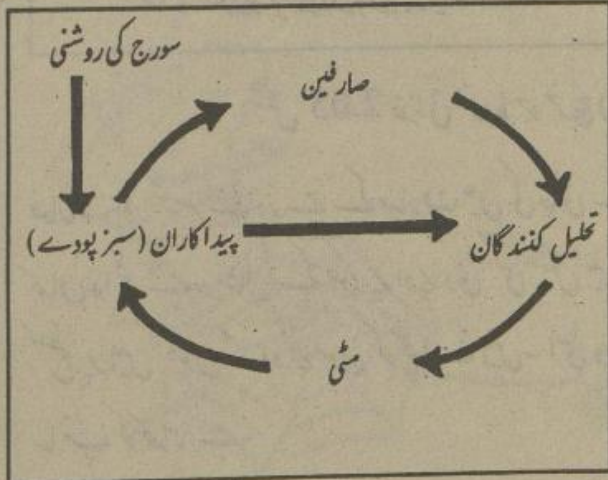 سورج کی روشنی
صارفین
پیداکاران (سبز پودے)
تحلیل کنندگان
مٹی